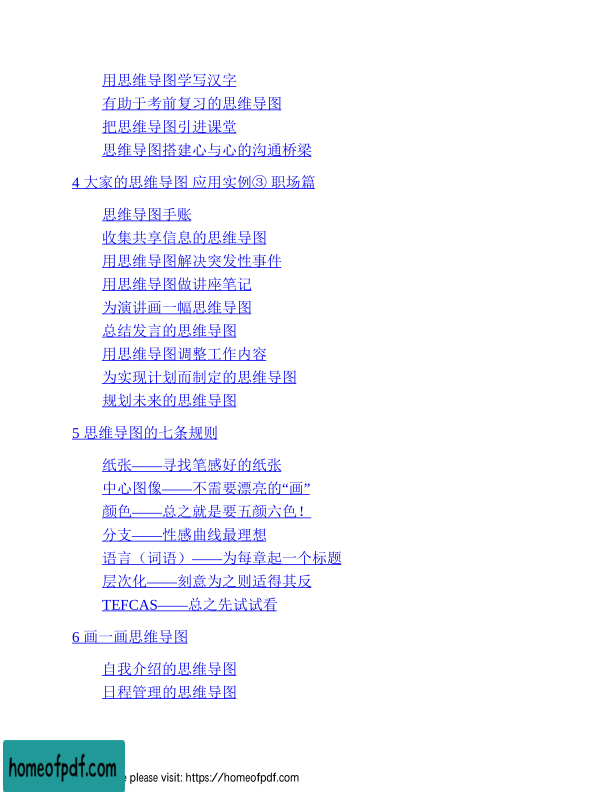 用思维导图学写汉字
有助于考前复习的思维导图
把思维导图引进课堂
思维导图搭建心与心的沟通桥梁
4 大家的思维导图 应用实例③ 职场篇
思维导图手账
收集共享信息的思维导图
用思维导图解决突发性事件
用思维导图做讲座笔记
为演讲画一幅思维导图
总结发言的思维导图
用思维导图调整工作内容
为实现计划而制定的思维导图
规划未来的思维导图
5 思维导图的七条规则
纸张——寻找笔感好的纸张
中心图像——不需要漂亮的“画”
颜色——总之就是要五颜六色！
分支——性感曲线最理想
语言（词语）——为每章起一个标题
层次化——刻意为之则适得其反
TEFCAS——总之先试试看
6 画一画思维导图
自我介绍的思维导图
日程管理的思维导图
homeofpdf.com
please visit: https://homeofpdf.com